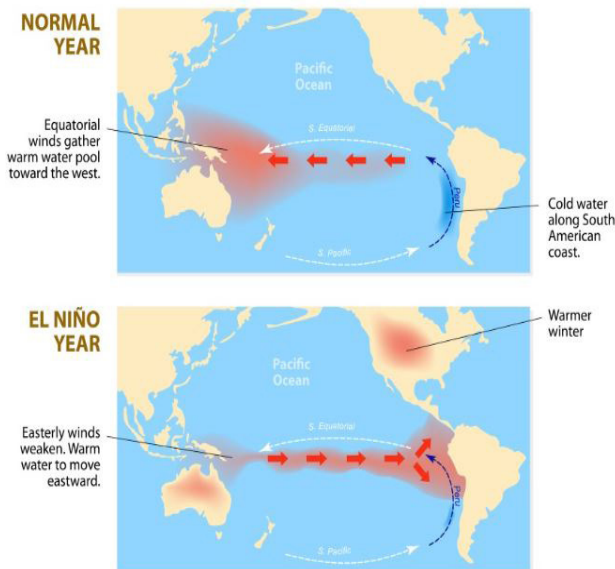 NORMAL
YEAR
Pacific
Ocean
Equatorial
winds gather
warm water pool
toward the west.
S. Equatorial
Peru
Cold water
along South
American
coast.
S. Pacific
EL NIÑO
YEAR
Warmer
winter
Pacific
Ocean
Easterly winds
weaken. Warm
water to move
eastward.
S. Equatorial
Peru
S. Pacific